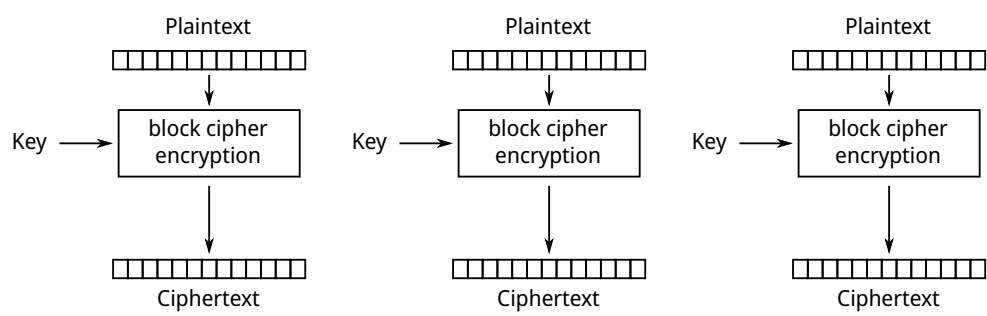 Plaintext
Plaintext
Plaintext
Key
block cipher
encryption
Key
block cipher
encryption
Key
block cipher
encryption
Ciphertext
Ciphertext
Ciphertext